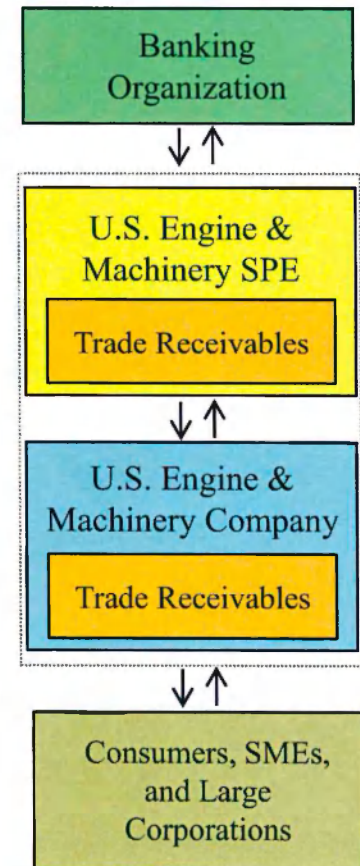 Banking
Organization
U.S. Engine &
Machinery SPE
Trade Receivables
U.S. Engine &
Machinery Company
Trade Receivables
Consumers, SMEs,
and Large
Corporations